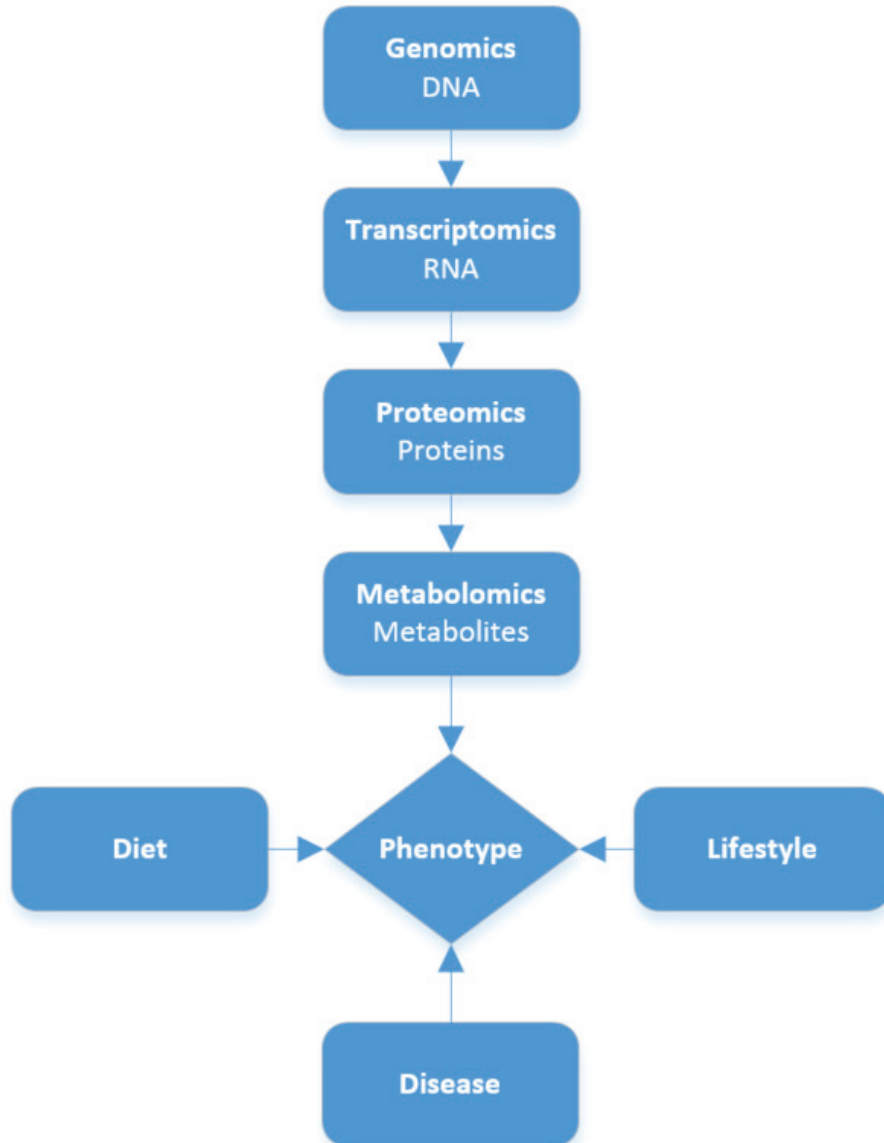 Genomics
DNA
Transcriptomics
RNA
Proteomics
Proteins
Metabolomics
Metabolites
Diet
Phenotype
Lifestyle
Disease